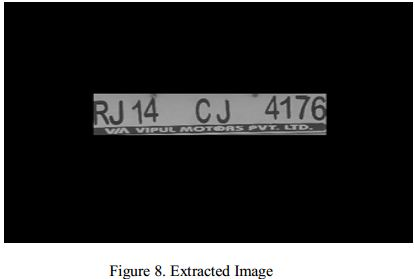 RJ 14 CJ 4176
VIPUL MOTORS PVT. LTD.
Figure 8. Extracted Image